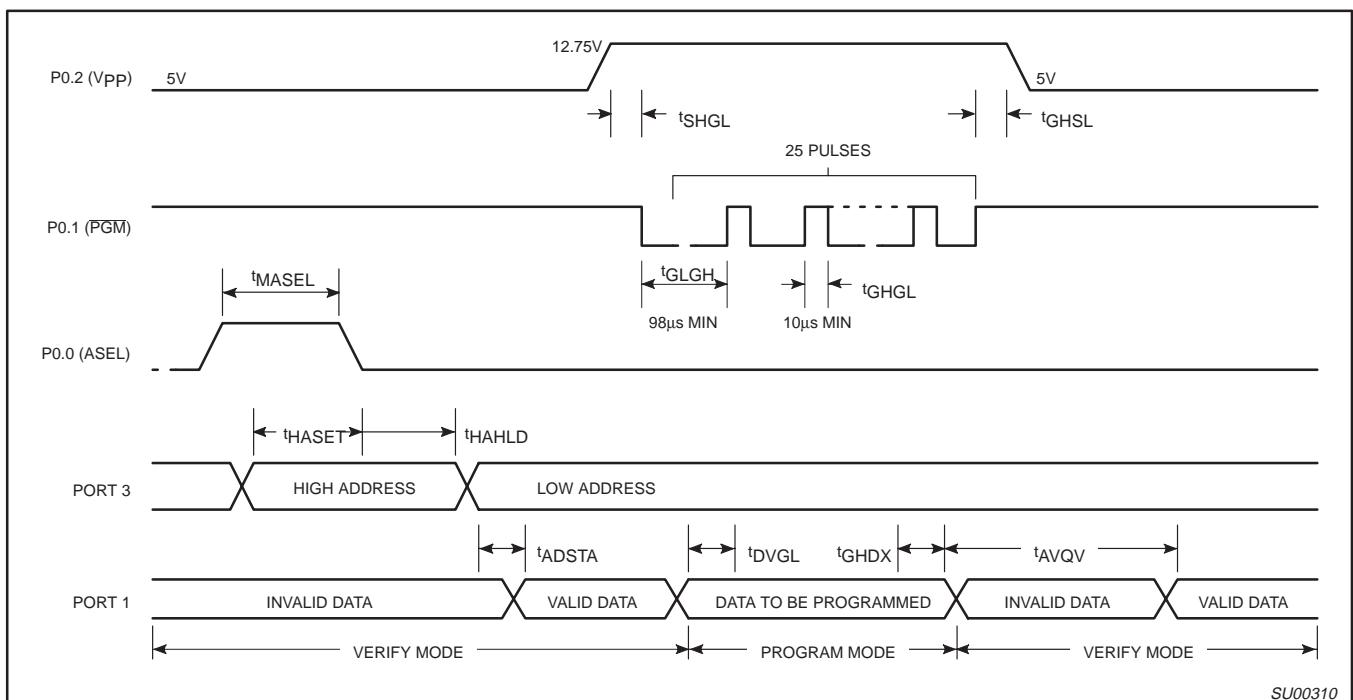 12.75V
P0.2 (VPP)
5V
5V
tSHGL
tGHSL
25 PULSES
P0.1 (P̅G̅M̅)
tMASEL
tGLGH
tGHGL
98µs MIN
10µs MIN
P0.0 (ASEL)
tHASET
tHAHLD
PORT 3
HIGH ADDRESS
LOW ADDRESS
tADSTA
tDVGL
tGHDX
tAVQV
PORT 1
INVALID DATA
VALID DATA
DATA TO BE PROGRAMMED
INVALID DATA
VALID DATA
VERIFY MODE
PROGRAM MODE
VERIFY MODE
SU00310